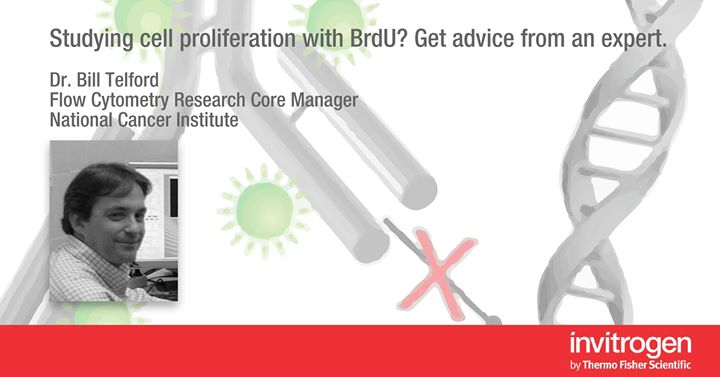 Studying cell proliferation with BrdU? Get advice from an expert.
Dr. Bill Telford
Flow Cytometry Research Core Manager
National Cancer Institute
invitrogen
by Thermo Fisher Scientific